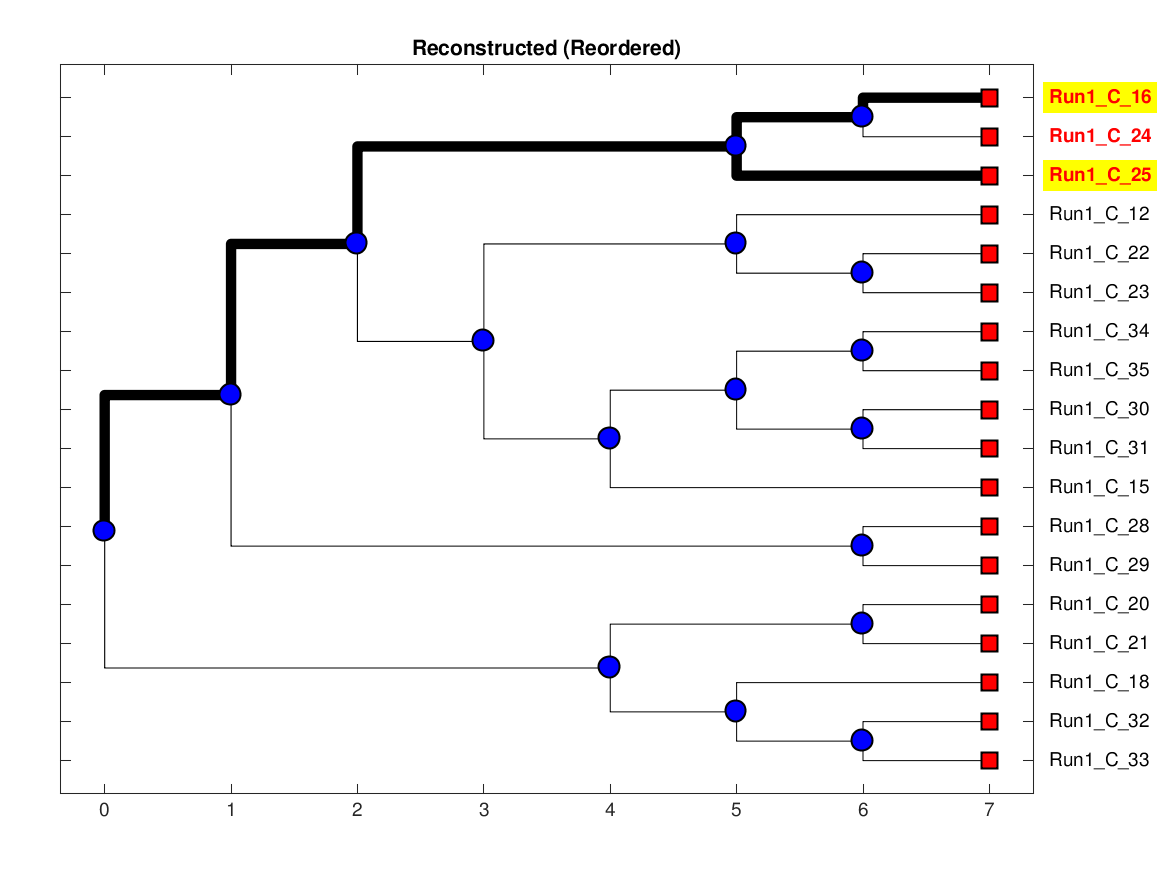 Reconstructed (Reordered)
Run1_C_16
Run1_C_24
Run1_C_25
Run1_C_12
Run1_C_22
Run1_C_23
Run1_C_34
Run1_C_35
Run1_C_30
Run1_C_31
Run1_C_15
Run1_C_28
Run1_C_29
Run1_C_20
Run1_C_21
Run1_C_18
Run1_C_32
Run1_C_33
0 1 2 3 4 5 6 7